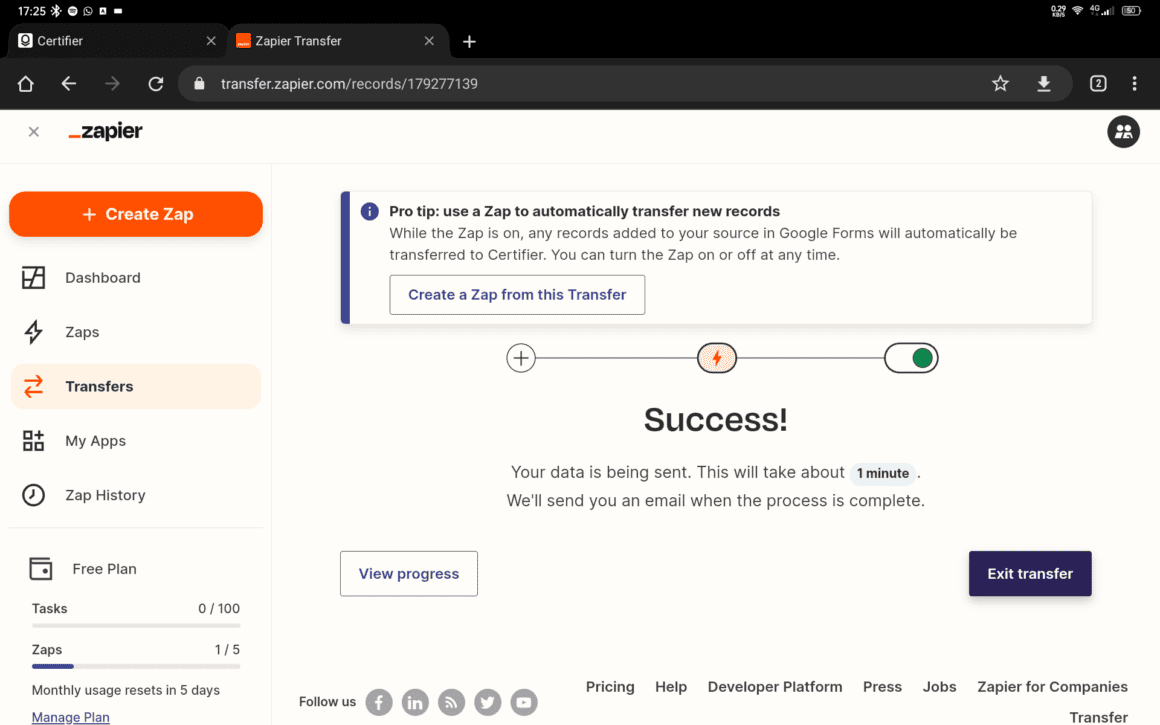 17:25
0.29 KB/S 4G 50
Certifier
Zapier Transfer
transfer.zapier.com/records/179277139
2
_zapier
+ Create Zap
Dashboard
Zaps
Transfers
My Apps
Zap History
Free Plan
Tasks 0 / 100
Zaps 1 / 5
Monthly usage resets in 5 days
Manage Plan
Pro tip: use a Zap to automatically transfer new records
While the Zap is on, any records added to your source in Google Forms will automatically be
transferred to Certifier. You can turn the Zap on or off at any time.
Create a Zap from this Transfer
Success!
Your data is being sent. This will take about 1 minute .
We'll send you an email when the process is complete.
View progress
Exit transfer
Follow us
Pricing Help Developer Platform Press Jobs Zapier for Companies
Transfer